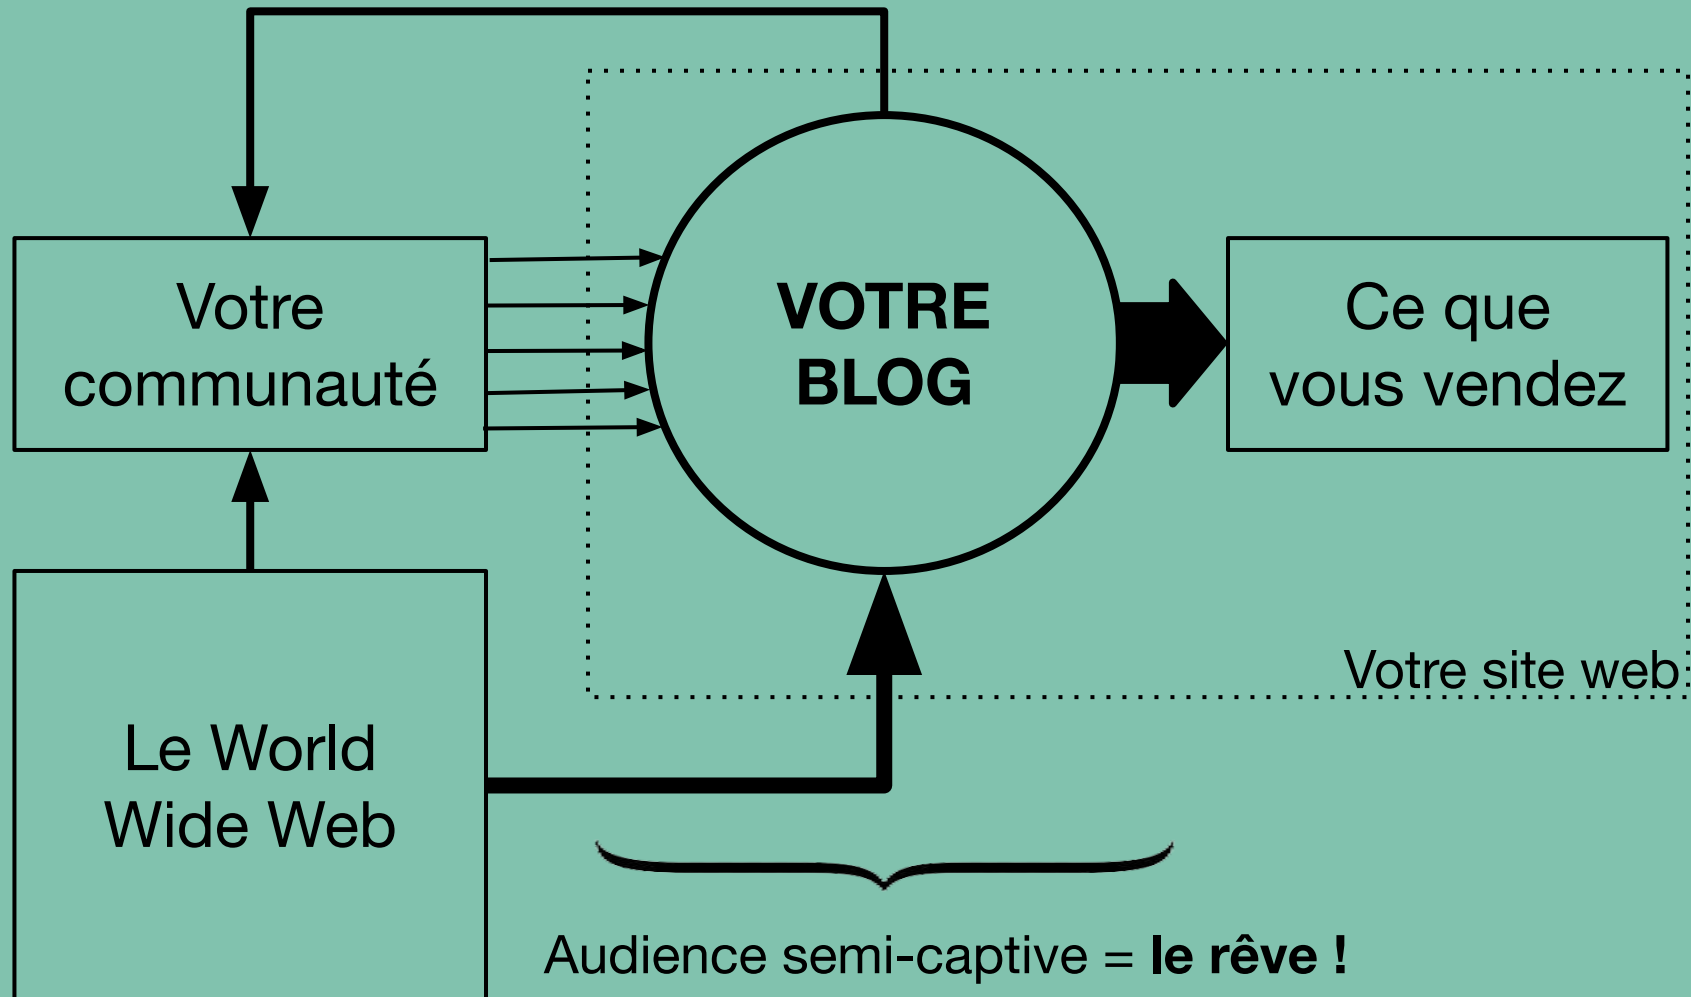 Votre
communauté
VOTRE
BLOG
Ce que
vous vendez
Votre site web
Le World
Wide Web
Audience semi-captive = le rêve !